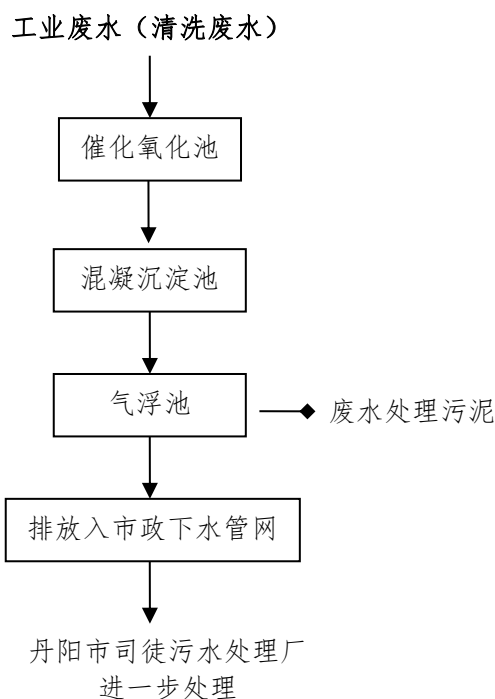 工业废水（清洗废水）
催化氧化池
混凝沉淀池
气浮池
废水处理污泥
排放入市政下水管网
丹阳市司徒污水处理厂
进一步处理